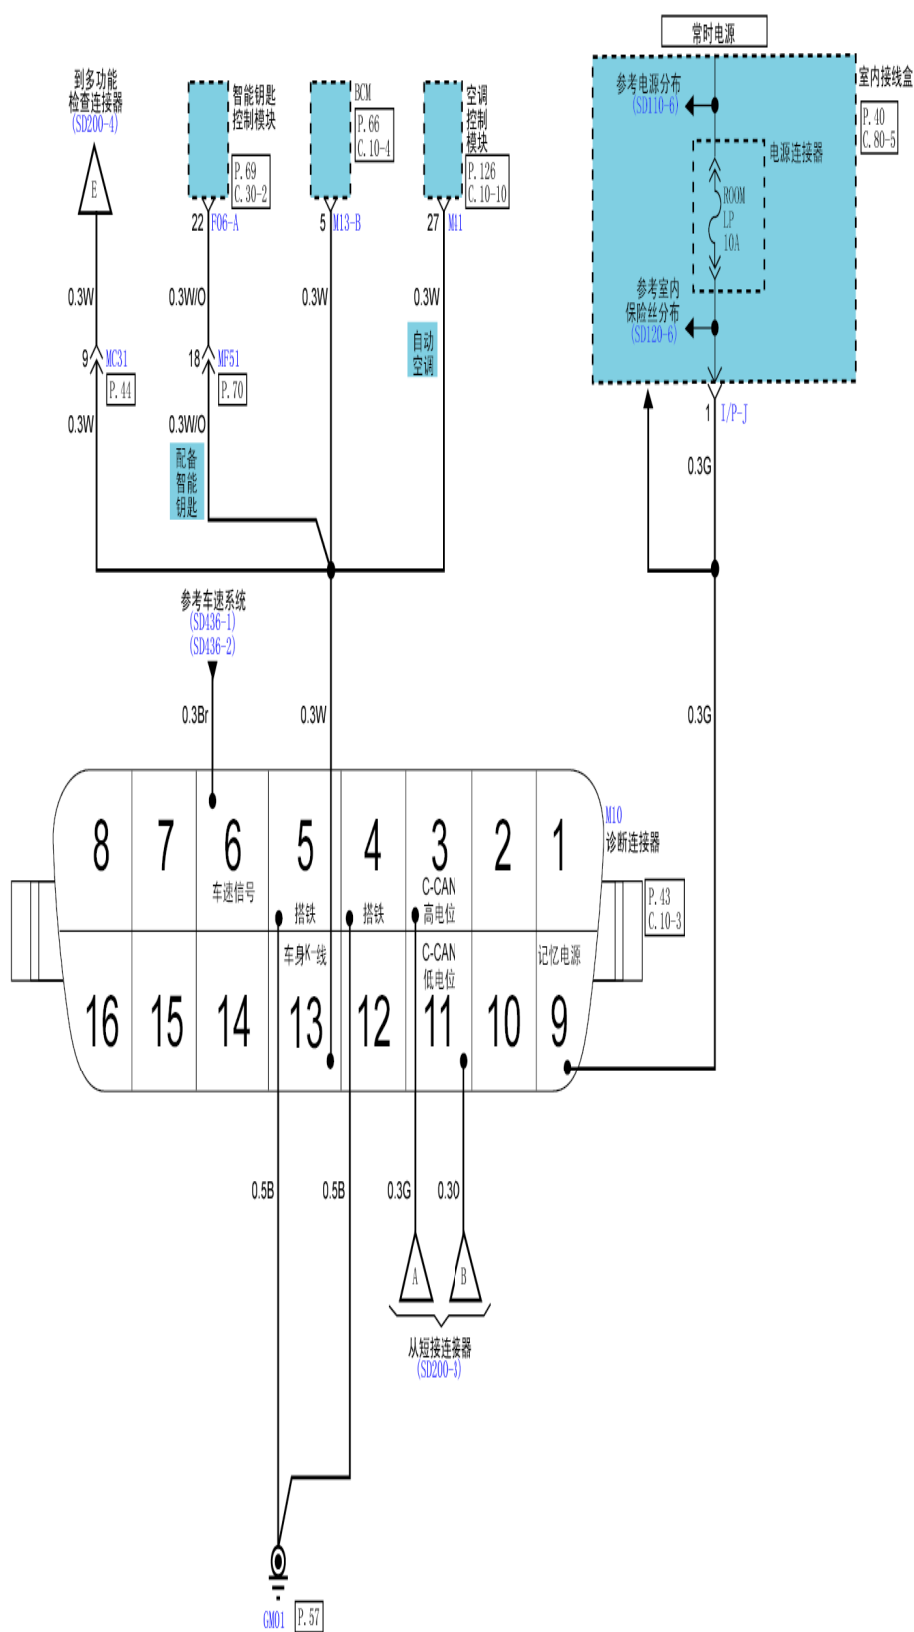 常时电源
到多功能
检查连接器
(SD200-4)
E
智能钥匙
控制模块
P.69
C.30-2
BCM
P.66
C.10-4
空调
控制
模块
P.126
C.10-10
参考电源分布
(SD110-6)
室内接线盒
P.40
C.80-5
电源连接器
ROOM
LP
10A
参考室内
保险丝分布
(SD120-6)
22 F06-A
5 M13-B
27 M41
0.3W
0.3W/O
0.3W
0.3W
自动
空调
9 MC31
P.44
18 MF51
P.70
1 I/P-J
0.3W
0.3W/O
配备
智能
钥匙
0.3G
参考车速系统
(SD436-1)
(SD436-2)
0.3Br
0.3W
0.3G
M10
诊断连接器
P.43
C.10-3
8 7 6 5 4 3 2 1
车速信号
搭铁
搭铁
C-CAN
高电位
车身K-线
C-CAN
低电位
记忆电源
16 15 14 13 12 11 10 9
0.5B
0.5B
0.3G
0.3O
A
B
从短接连接器
(SD200-3)
GM01
P.57